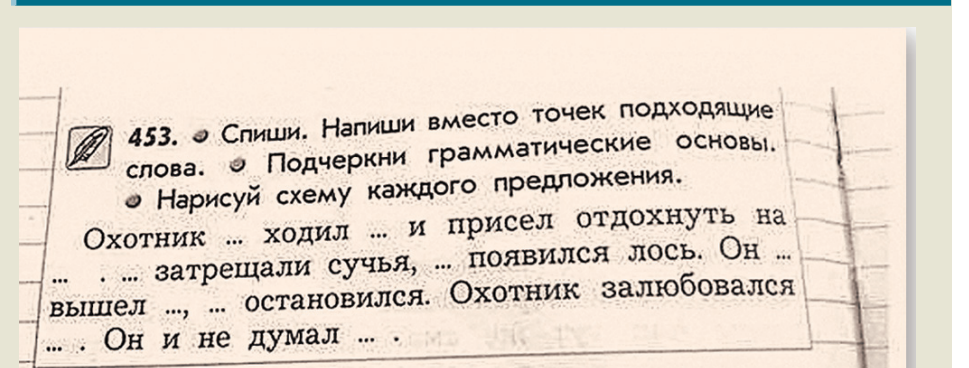 453. ● Спиши. Напиши вместо точек подходящие
слова. ● Подчеркни грамматические основы.
● Нарисуй схему каждого предложения.
Охотник ... ходил ... и присел отдохнуть на
... . ... затрещали сучья, ... появился лось. Он ...
вышел ..., ... остановился. Охотник залюбовался
... . Он и не думал ... .